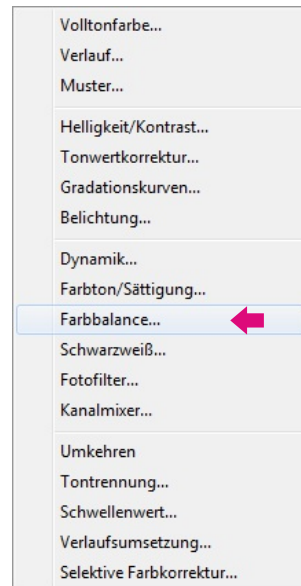 Volltonfarbe...
Verlauf...
Muster...
Helligkeit/Kontrast...
Tonwertkorrektur...
Gradationskurven...
Belichtung...
Dynamik...
Farbton/Sättigung...
Farbbalance...
Schwarzweiß...
Fotofilter...
Kanalmixer...
Umkehren
Tontrennung...
Schwellenwert...
Verlaufsumsetzung...
Selektive Farbkorrektur...